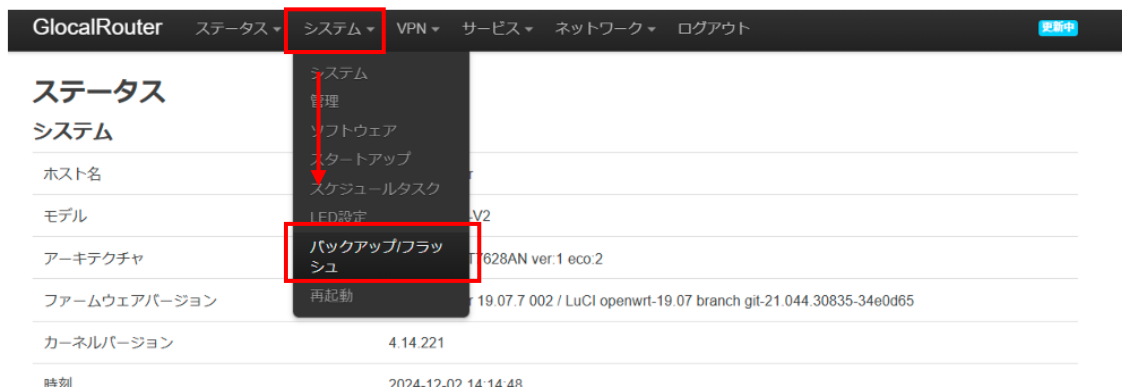 GlocalRouter ステータス システム VPN サービス ネットワーク ログアウト 更新中
ステータス
システム
システム
管理
ソフトウェア
スタートアップ
スケジュールタスク
LED設定
バックアップ/フラッ
シュ
再起動
ホスト名
モデル -V2
アーキテクチャ T7628AN ver:1 eco:2
ファームウェアバージョン 19.07.7 002 / LuCI openwrt-19.07 branch git-21.044.30835-34e0d65
カーネルバージョン 4.14.221
時刻 2024-12-02 14:14:48